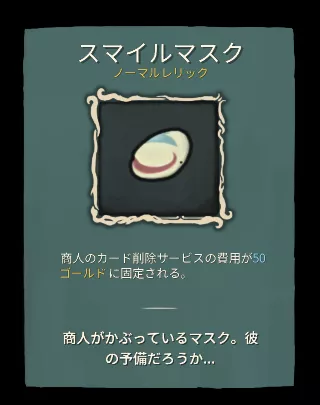 スマイルマスク
ノーマルレリック
商人のカード削除サービスの費用が50
ゴールドに固定される。
商人がかぶっているマスク。彼
の予備だろうか...